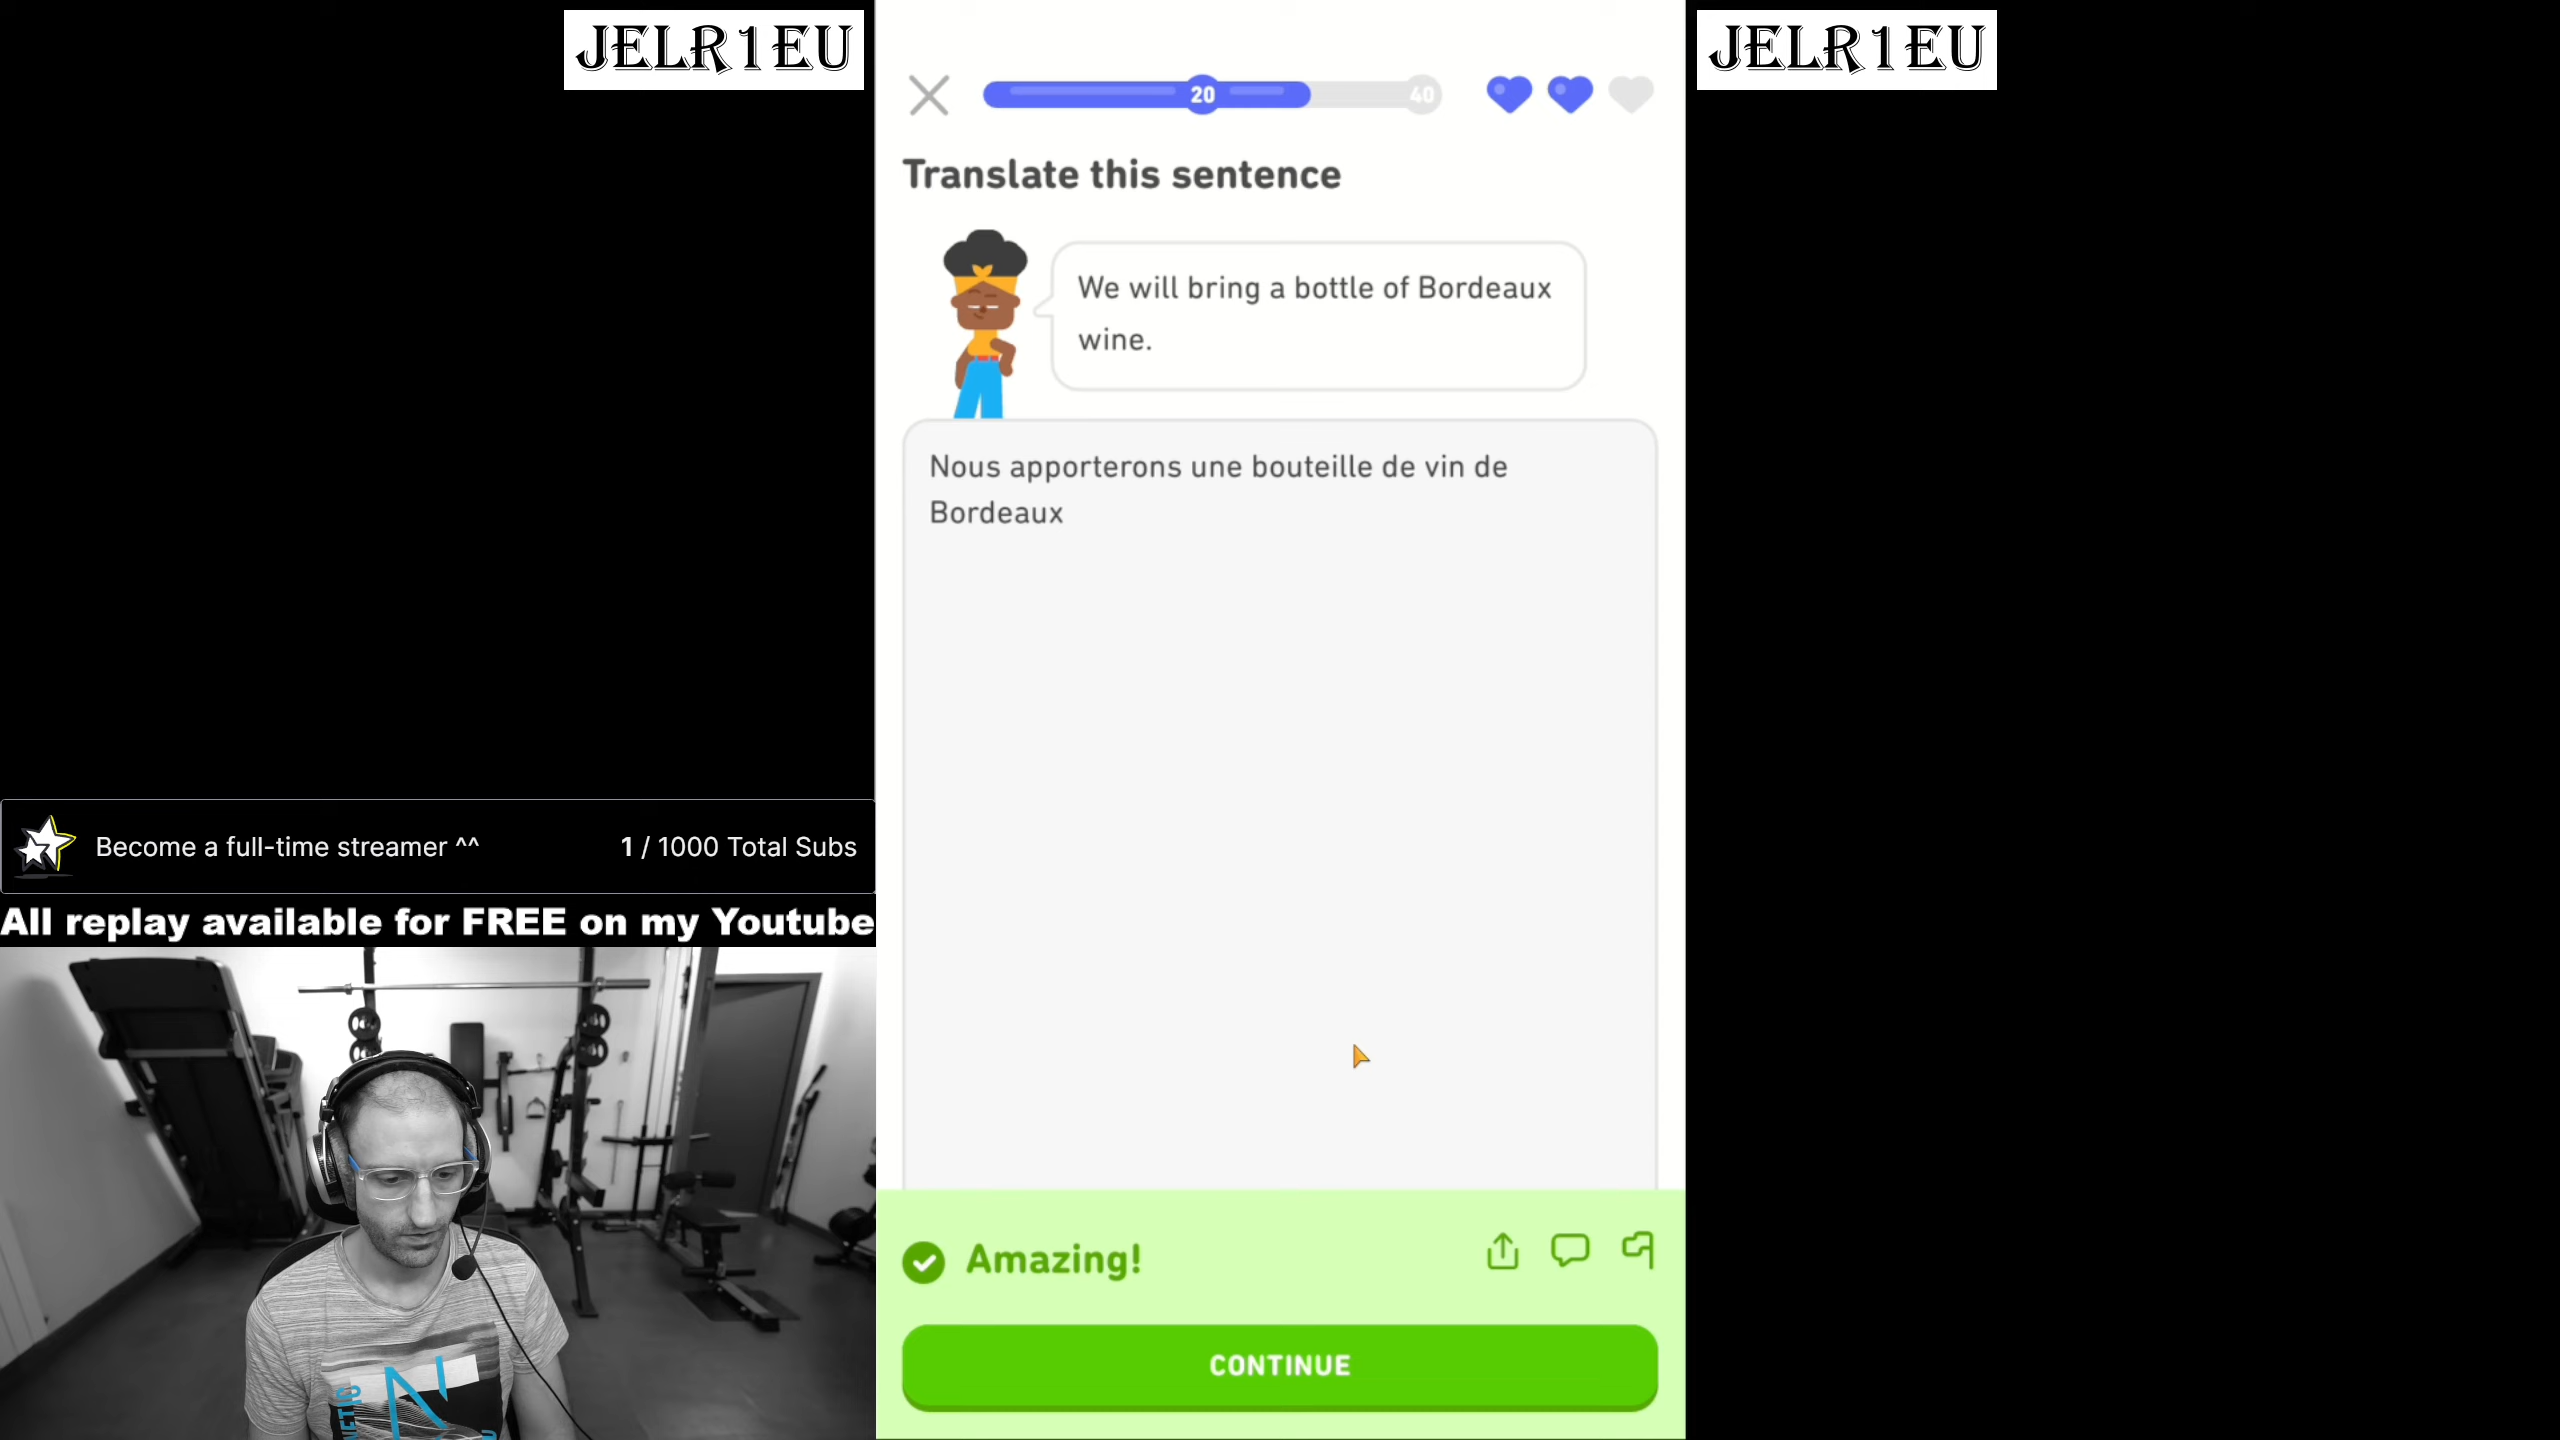 JELR1EU
JELR1EU
20
40
Translate this sentence
We will bring a bottle of Bordeaux
wine.
Nous apporterons une bouteille de vin de
Bordeaux
Become a full-time streamer ^^
1 / 1000 Total Subs
All replay available for FREE on my Youtube
Amazing!
CONTINUE